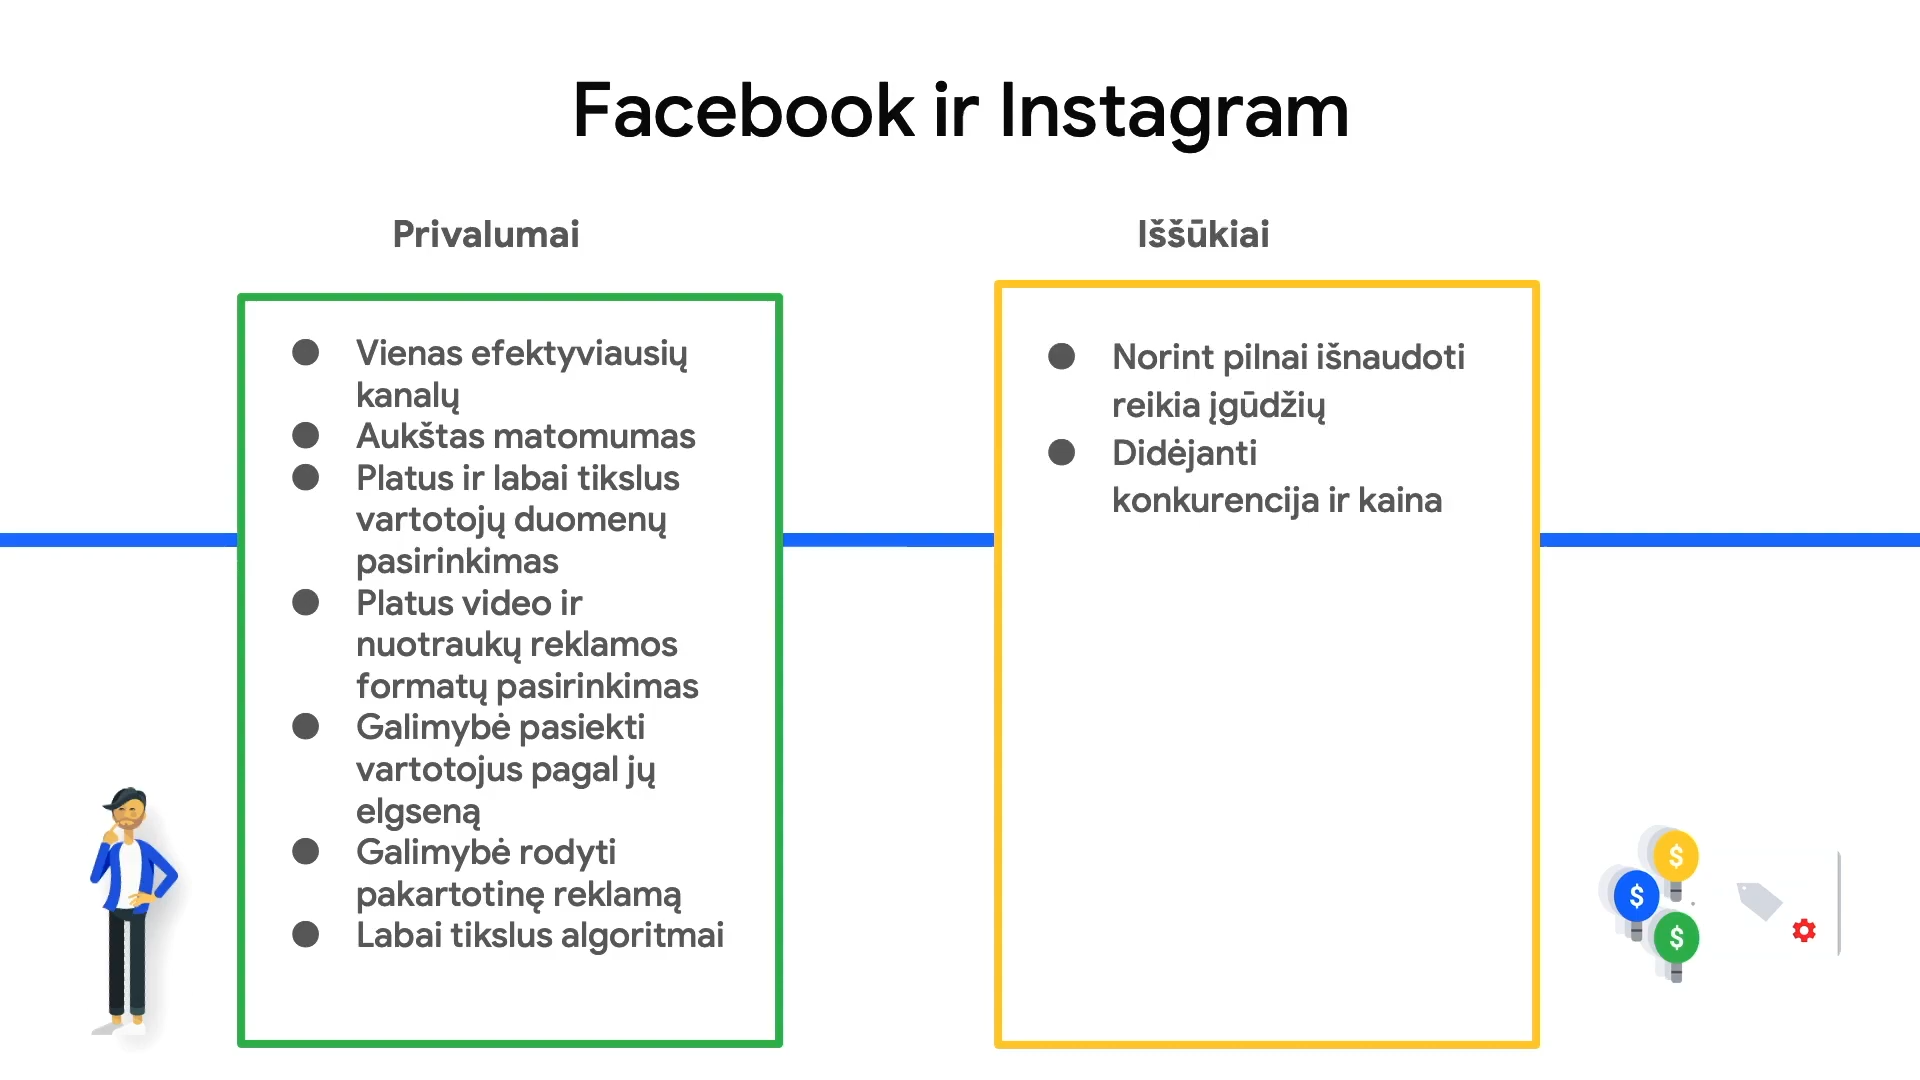 Facebook ir Instagram
Privalumai
● Vienas efektyviausių
kanalų
● Aukštas matomumas
● Platus ir labai tikslus
vartotojų duomenų
pasirinkimas
● Platus video ir
nuotraukų reklamos
formatų pasirinkimas
● Galimybė pasiekti
vartotojus pagal jų
elgseną
● Galimybė rodyti
pakartotinę reklamą
● Labai tikslus algoritmai
Iššūkiai
● Norint pilnai išnaudoti
reikia įgūdžių
● Didėjanti
konkurencija ir kaina
$
$
$